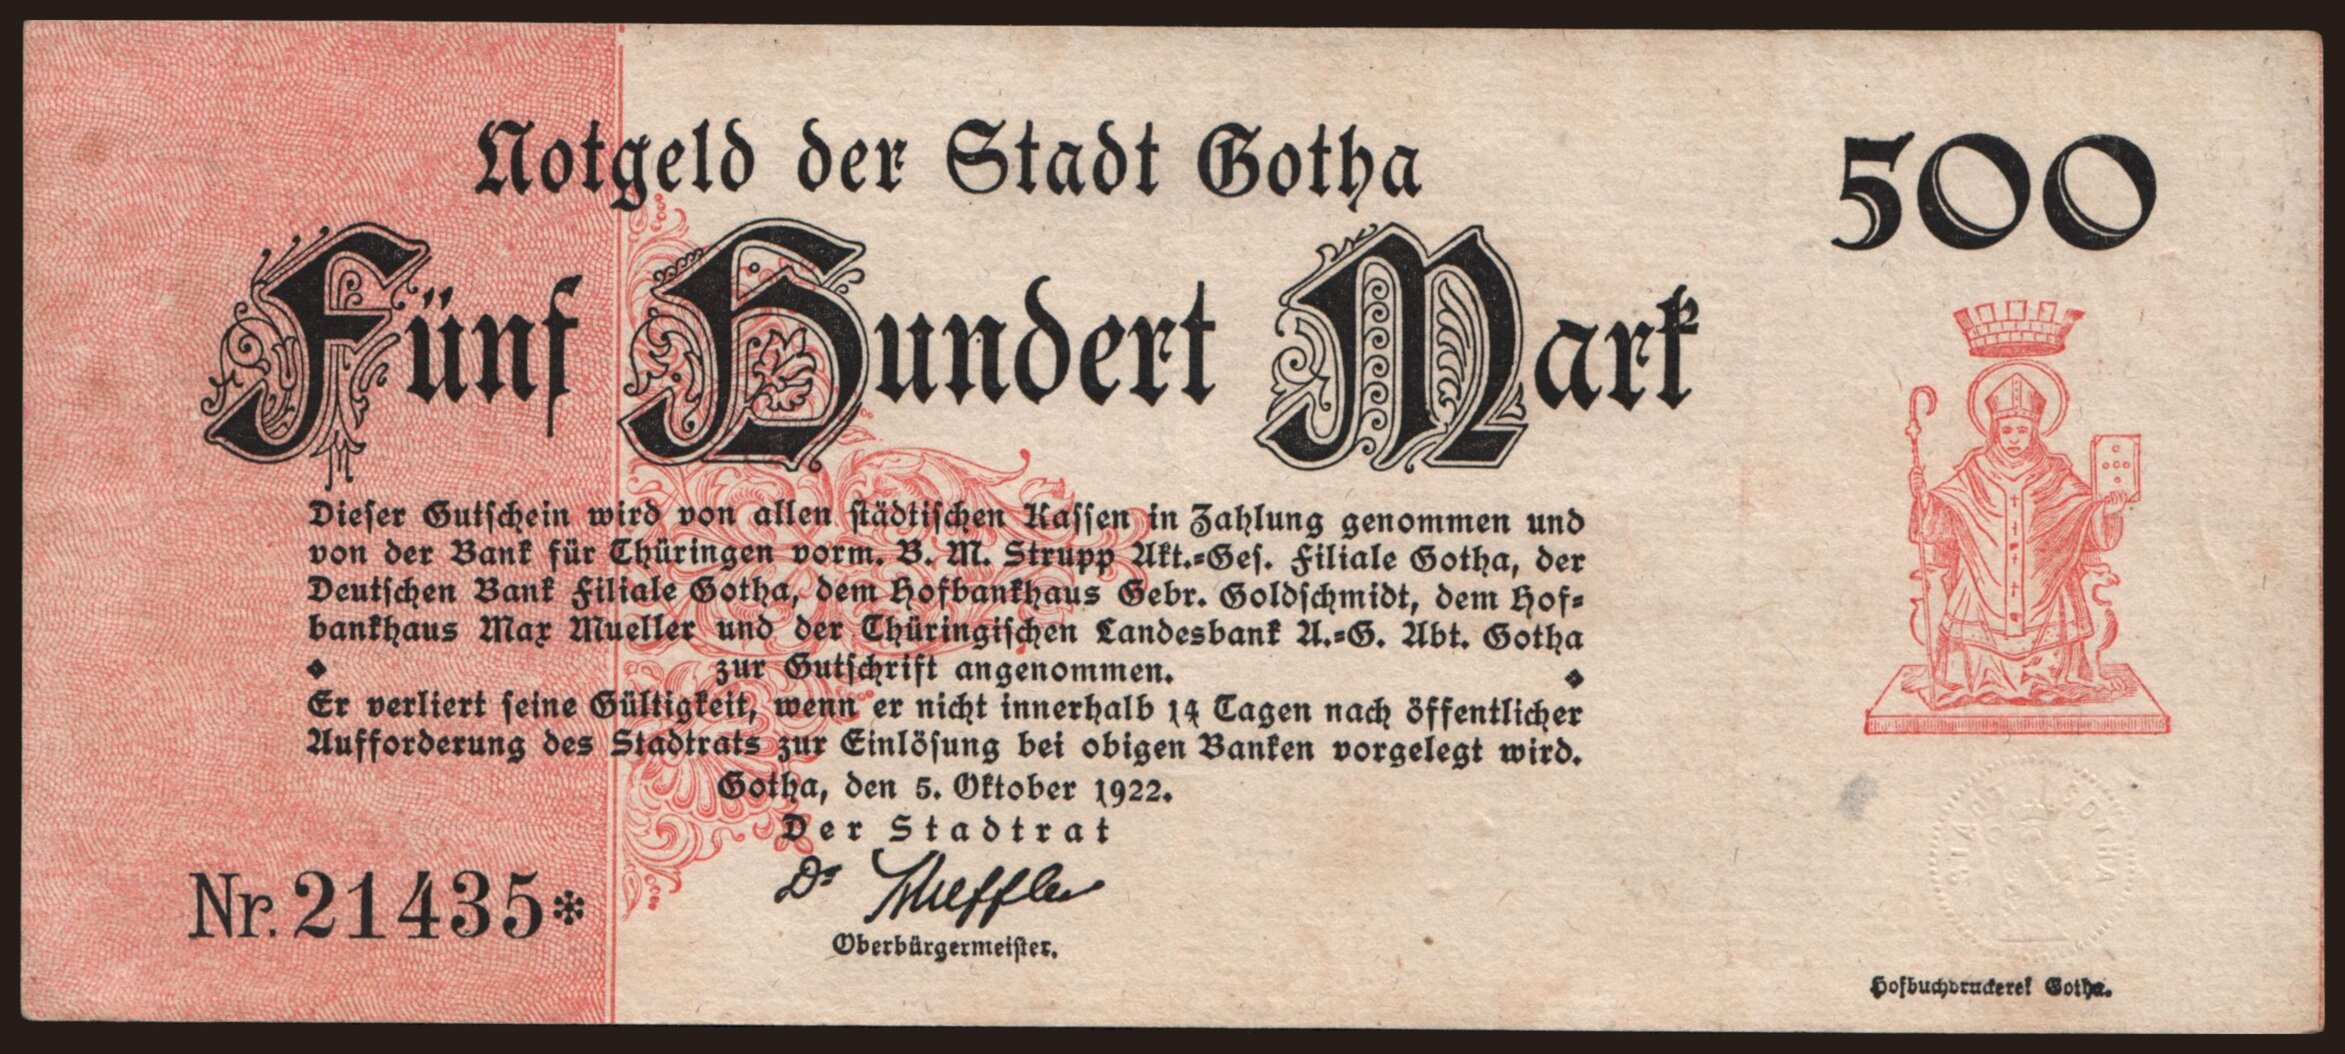 Notgeld der Stadt Gotha
500
Fünf Hundert Mark
Dieser Gutschein wird von allen städtischen Kassen in Zahlung genommen und
von der Bank für Thüringen vorm. B. M. Strupp Akt.=Ges. Filiale Gotha, der
Deutschen Bank Filiale Gotha, dem Hofbankhaus Gebr. Goldschmidt, dem Hof=
bankhaus Max Mueller und der Thüringischen Landesbank A.=G. Abt. Gotha
zur Gutschrift angenommen.
Er verliert seine Gültigkeit, wenn er nicht innerhalb 14 Tagen nach öffentlicher
Aufforderung des Stadtrats zur Einlösung bei obigen Banken vorgelegt wird.
Gotha, den 5. Oktober 1922.
Der Stadtrat
Dr
Oberbürgermeister.
Nr. 21435*
STADT GOTHA
Hofbuchdruckerei Gotha.